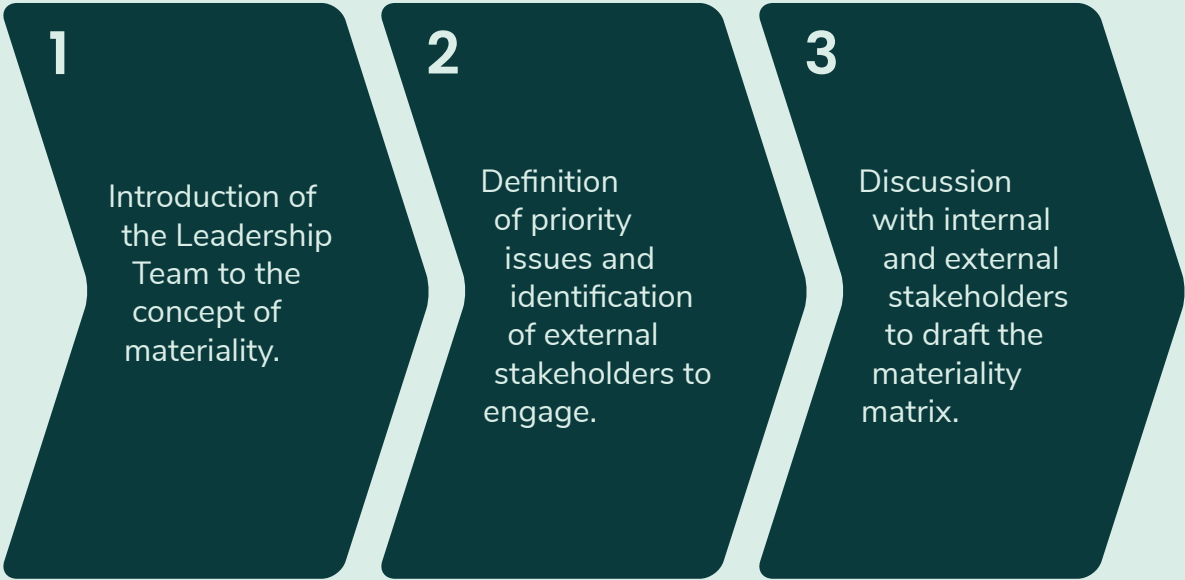 1
Introduction of
the Leadership
Team to the
concept of
materiality.
2
Definition
of priority
issues and
identification
of external
stakeholders to
engage.
3
Discussion
with internal
and external
stakeholders
to draft the
materiality
matrix.